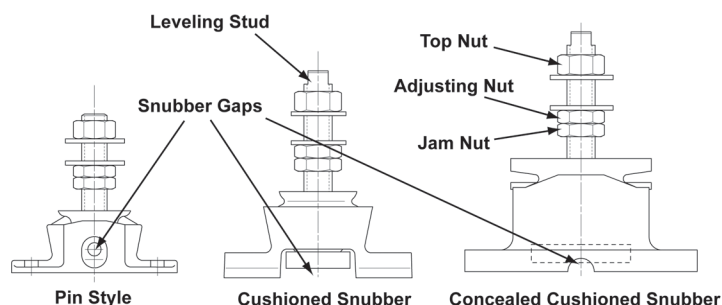 Leveling Stud
Top Nut
Snubber Gaps
Adjusting Nut
Jam Nut
Pin Style
Cushioned Snubber
Concealed Cushioned Snubber